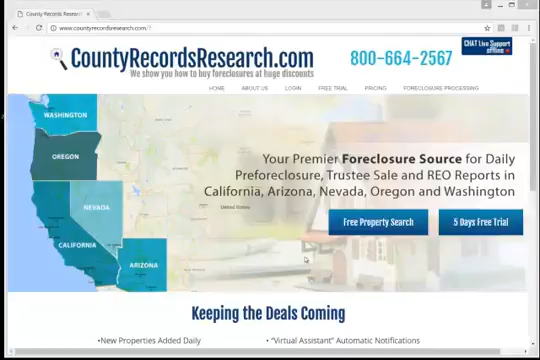 County Records Research
www.countyrecordsresearch.com
CountyRecordsResearch.com
We show you how to buy foreclosures at huge discounts
800-664-2567
CHAT Live Support
offline
HOME ABOUT US LOGIN FREE TRIAL PRICING FORECLOSURE PROCESSING
WASHINGTON
OREGON
NEVADA
CALIFORNIA
ARIZONA
United States
Your Premier Foreclosure Source for Daily
Preforeclosure, Trustee Sale and REO Reports in
California, Arizona, Nevada, Oregon and Washington
Free Property Search
5 Days Free Trial
Keeping the Deals Coming
•New Properties Added Daily
• "Virtual Assistant" Automatic Notifications